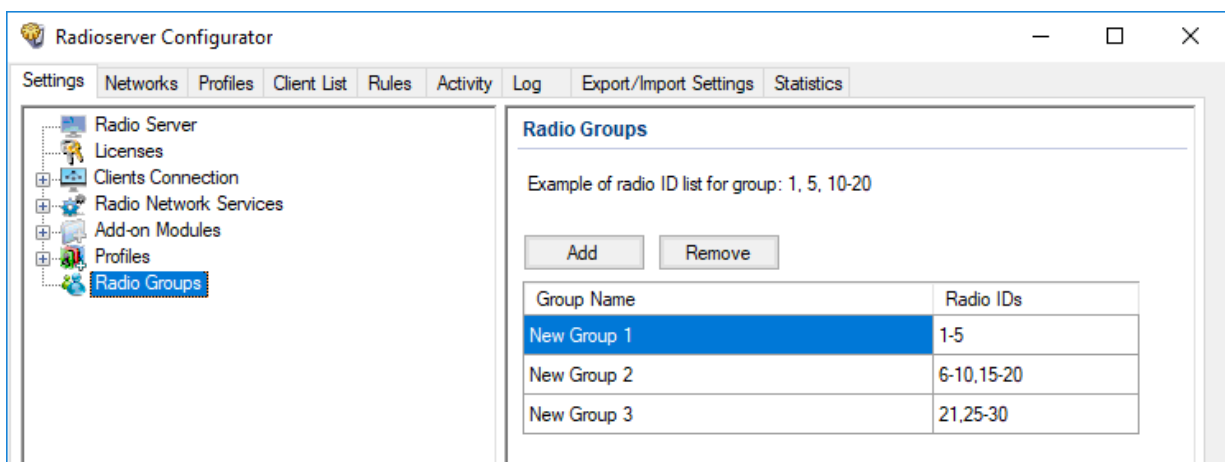 Radioserver Configurator
Settings Networks Profiles Client List Rules Activity Log Export/Import Settings Statistics
Radio Server
Licenses
Clients Connection
Radio Network Services
Add-on Modules
Profiles
Radio Groups
Radio Groups
Example of radio ID list for group: 1, 5, 10-20
Add Remove
Group Name Radio IDs
New Group 1 1-5
New Group 2 6-10,15-20
New Group 3 21,25-30